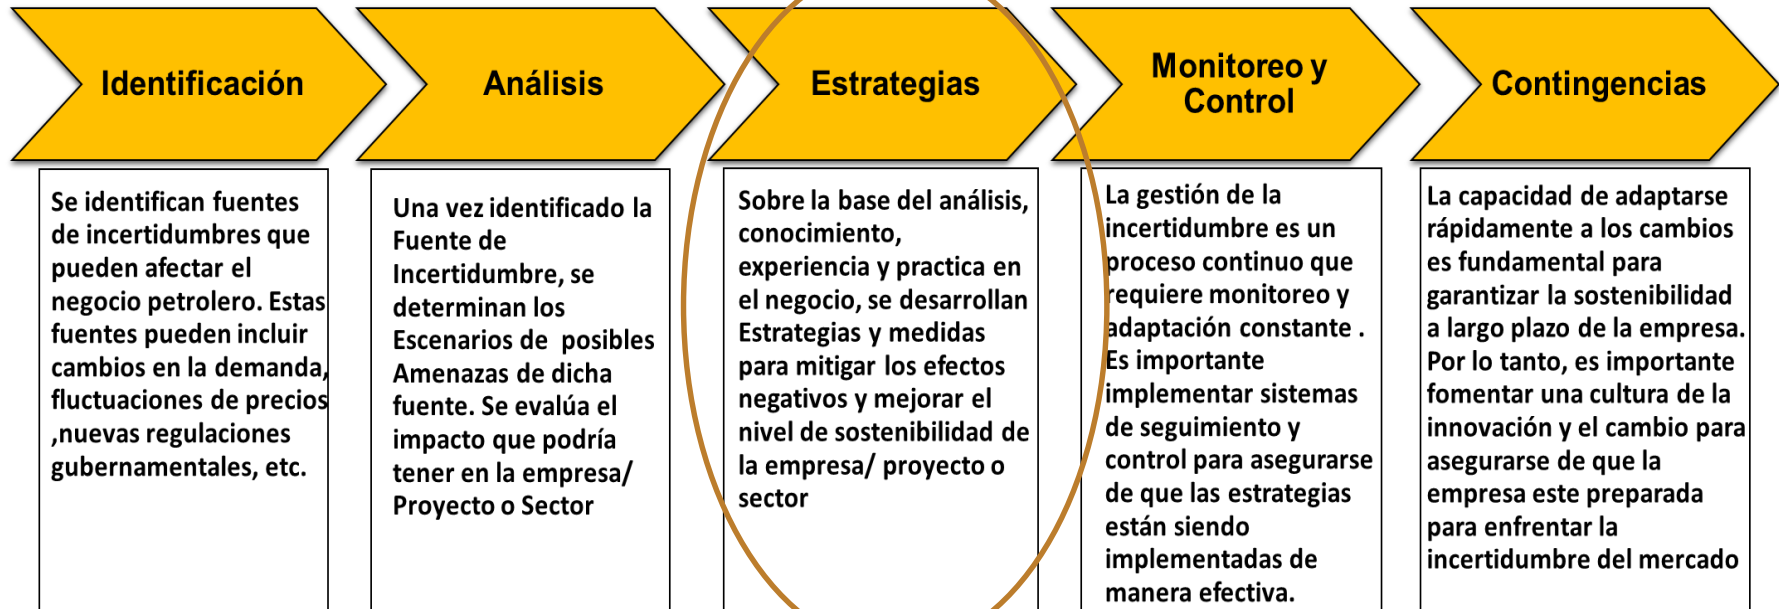 Identificación
Se identifican fuentes
de incertidumbres que
pueden afectar el
negocio petrolero. Estas
fuentes pueden incluir
cambios en la demanda,
fluctuaciones de precios
,nuevas regulaciones
gubernamentales, etc.
Análisis
Una vez identificado la
Fuente de
Incertidumbre, se
determinan los
Escenarios de posibles
Amenazas de dicha
fuente. Se evalúa el
impacto que podría
tener en la empresa/
Proyecto o Sector
Estrategias
Sobre la base del análisis,
conocimiento,
experiencia y practica en
el negocio, se desarrollan
Estrategias y medidas
para mitigar los efectos
negativos y mejorar el
nivel de sostenibilidad de
la empresa/ proyecto o
sector
Monitoreo y
Control
La gestión de la
incertidumbre es un
proceso continuo que
requiere monitoreo y
adaptación constante .
Es importante
implementar sistemas
de seguimiento y
control para asegurarse
de que las estrategias
están siendo
implementadas de
manera efectiva.
Contingencias
La capacidad de adaptarse
rápidamente a los cambios
es fundamental para
garantizar la sostenibilidad
a largo plazo de la empresa.
Por lo tanto, es importante
fomentar una cultura de la
innovación y el cambio para
asegurarse de que la
empresa este preparada
para enfrentar la
incertidumbre del mercado